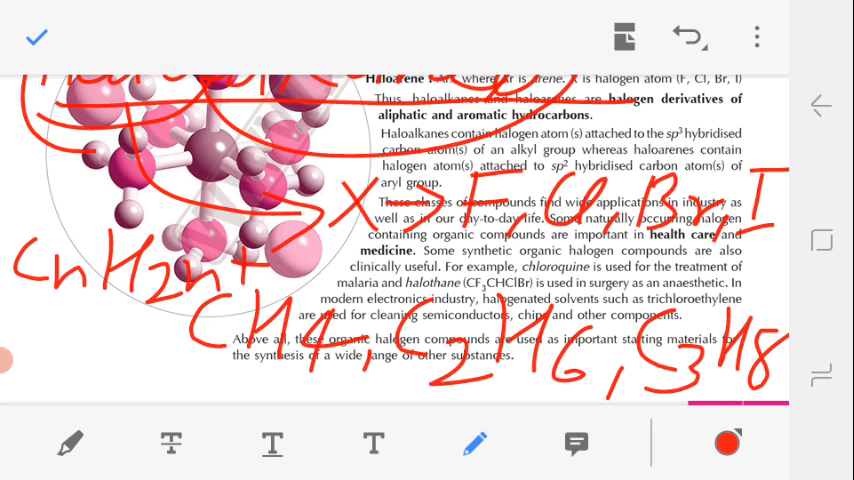 Haloarene : Ar, where Ar is arene. X is halogen atom (F, Cl, Br, I)
Thus, haloalkanes and haloarenes are halogen derivatives of
aliphatic and aromatic hydrocarbons.
Haloalkanes contain halogen atom (s) attached to the sp3 hybridised
carbon atom(s) of an alkyl group whereas haloarenes contain
halogen atom(s) attached to sp2 hybridised carbon atom(s) of
aryl group.
X → F, Cl, Br, I
These classes of compounds find wide applications in industry as
well as in our day-to-day life. Some naturally occurring halogen
containing organic compounds are important in health care and
medicine. Some synthetic organic halogen compounds are also
CnH2n+
clinically useful. For example, chloroquine is used for the treatment of
malaria and halothane (CF3CHClBr) is used in surgery as an anaesthetic. In
modern electronics industry, halogenated solvents such as trichloroethylene
are used for cleaning semiconductors, chips and other components.
CH4, C2H6, C3H8
Above all, these organic halogen compounds are used as important starting materials for
the synthesis of a wide range of other substances.
T
T
T